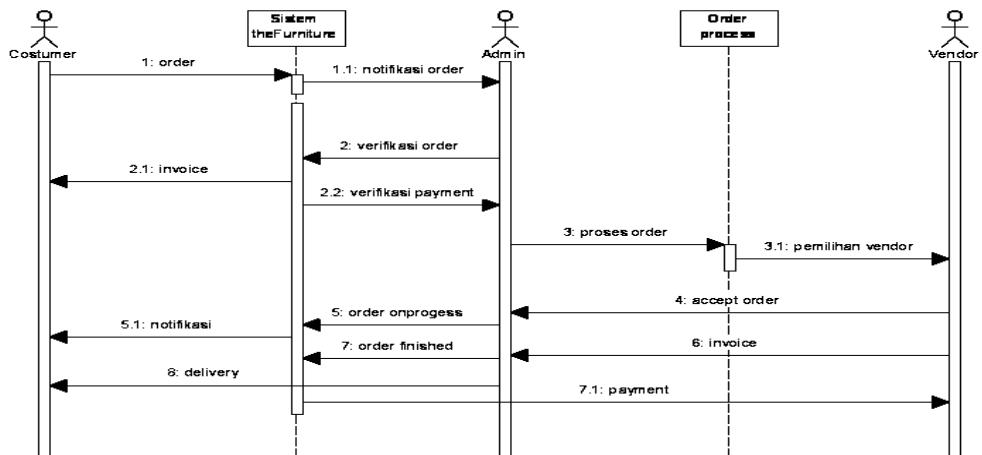 Sistem
theFurniture
Order
process
Costumer
Admin
Vendor
1: order
1.1: notifikasi order
2: verifikasi order
2.1: invoice
2.2: verifikasi payment
3: proses order
3.1: pemilihan vendor
4: accept order
5: order onprogess
5.1: notifikasi
6: invoice
7: order finished
8: delivery
7.1: payment